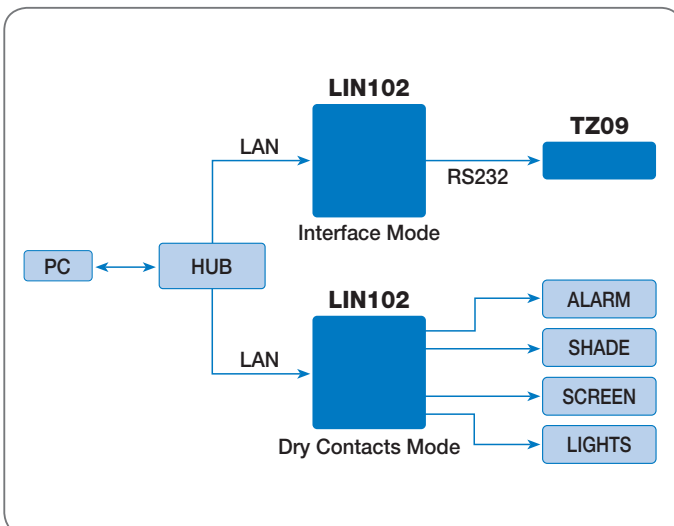 LIN102
TZ09
LAN
RS232
Interface Mode
PC
HUB
LIN102
ALARM
SHADE
LAN
SCREEN
LIGHTS
Dry Contacts Mode